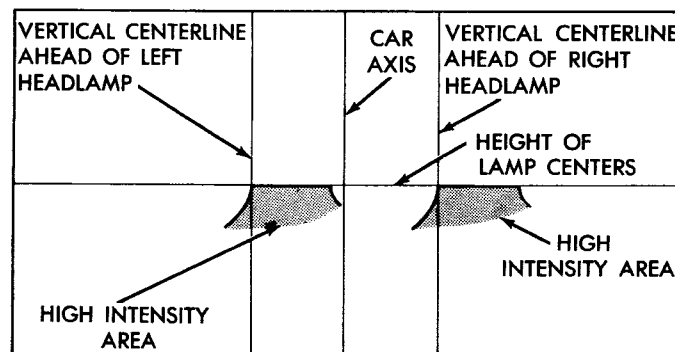 VERTICAL CENTERLINE
AHEAD OF LEFT
HEADLAMP
CAR
AXIS
VERTICAL CENTERLINE
AHEAD OF RIGHT
HEADLAMP
HEIGHT OF
LAMP CENTERS
HIGH
INTENSITY AREA
HIGH INTENSITY
AREA